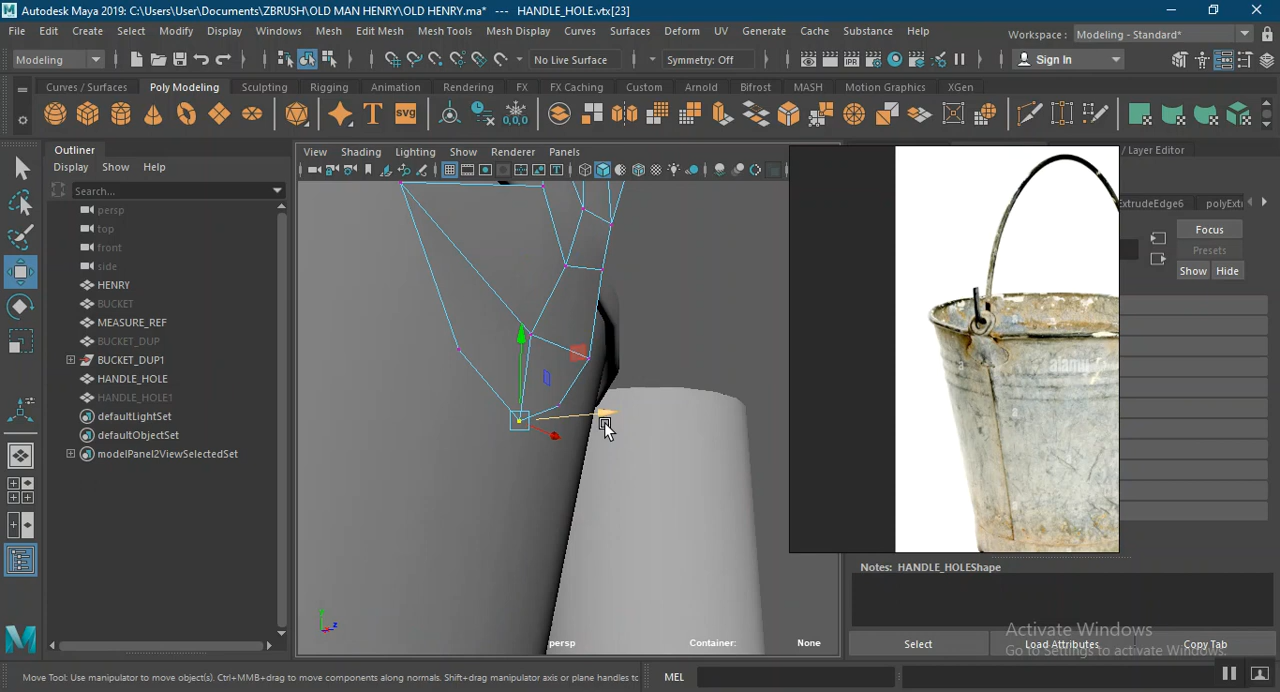 Autodesk Maya 2019: C:\Users\User\Documents\ZBRUSH\OLD MAN HENRY\OLD HENRY.ma* --- HANDLE_HOLE.vtx[23]
File Edit Create Select Modify Display Windows Mesh Edit Mesh Mesh Tools Mesh Display Curves Surfaces Deform UV Generate Cache Substance Help Workspace : Modeling - Standard*
Modeling No Live Surface Symmetry: Off Sign In
Curves / Surfaces Poly Modeling Sculpting Rigging Animation Rendering FX FX Caching Custom Arnold Bifrost MASH Motion Graphics XGen
SVG 0,0,0
Outliner
Display Show Help
Search...
persp
top
front
side
HENRY
BUCKET
MEASURE_REF
BUCKET_DUP
BUCKET_DUP1
HANDLE_HOLE
HANDLE_HOLE1
defaultLightSet
defaultObjectSet
modelPanel2ViewSelectedSet
View Shading Lighting Show Renderer Panels
persp Container: None
y z
alamy
/ Layer Editor
ExtrudeEdge6 polyExt
Focus
Presets
Show Hide
Notes: HANDLE_HOLEShape
Activate Windows
Go to Settings to activate Windows.
Select Load Attributes Copy Tab
Move Tool: Use manipulator to move object(s). Ctrl+MMB+drag to move components along normals. Shift+drag manipulator axis or plane handles to
MEL